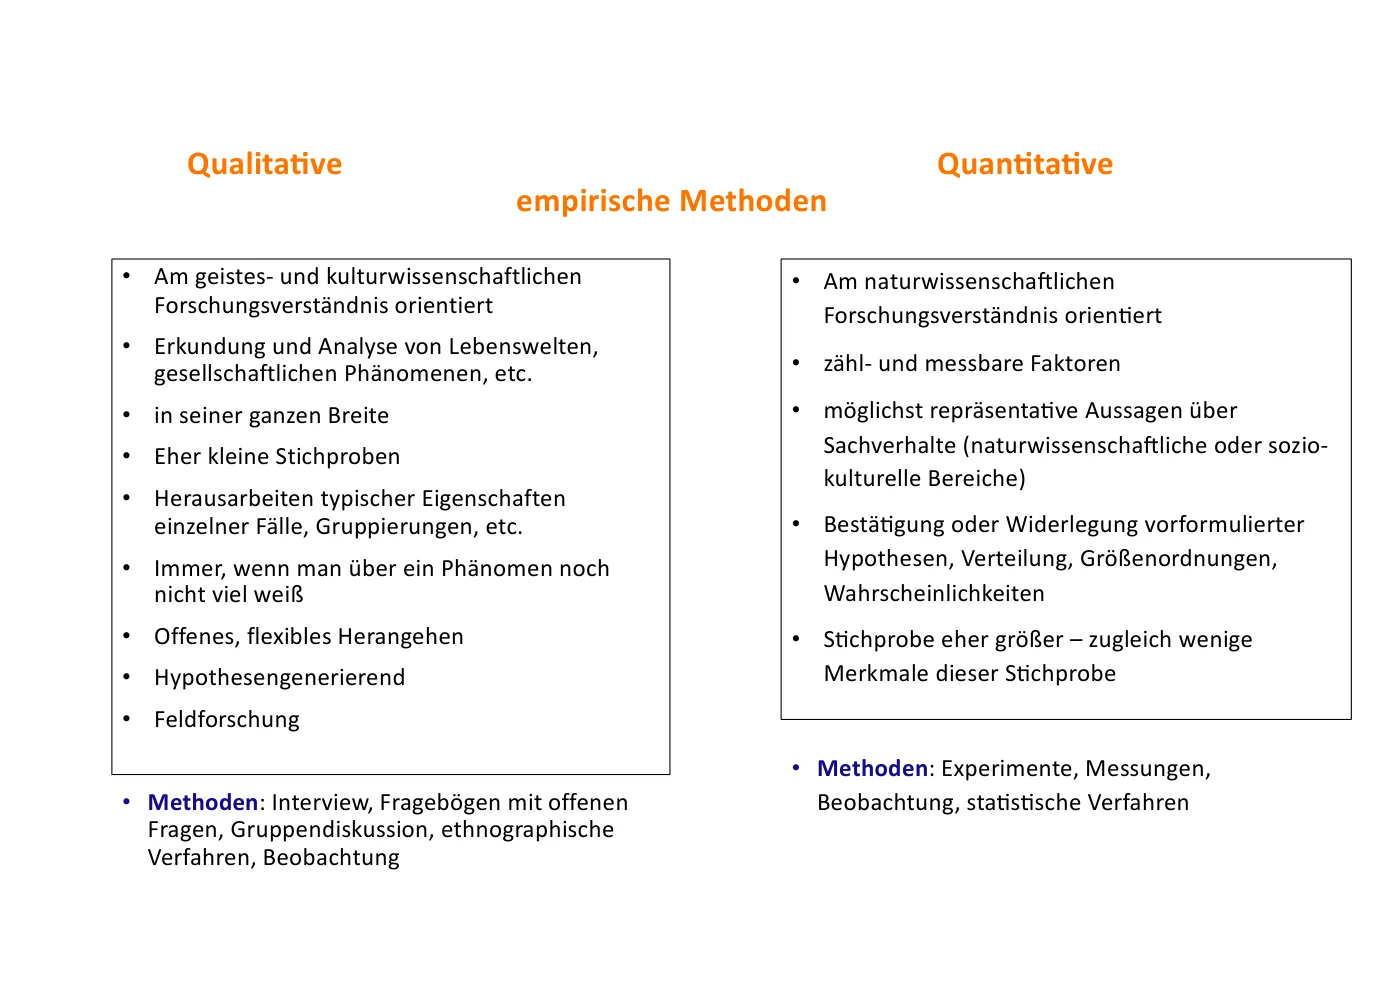 Qualitative
Quantitative
empirische Methoden
• Am geistes- und kulturwissenschaftlichen
Forschungsverständnis orientiert
• Erkundung und Analyse von Lebenswelten,
gesellschaftlichen Phänomenen, etc.
• in seiner ganzen Breite
• Eher kleine Stichproben
• Herausarbeiten typischer Eigenschaften
einzelner Fälle, Gruppierungen, etc.
• Immer, wenn man über ein Phänomen noch
nicht viel weiß
• Offenes, flexibles Herangehen
• Hypothesengenerierend
• Feldforschung
• Methoden: Interview, Fragebögen mit offenen
Fragen, Gruppendiskussion, ethnographische
Verfahren, Beobachtung
• Am naturwissenschaftlichen
Forschungsverständnis orientiert
• zähl- und messbare Faktoren
• möglichst repräsentative Aussagen über
Sachverhalte (naturwissenschaftliche oder sozio-
kulturelle Bereiche)
• Bestätigung oder Widerlegung vorformulierter
Hypothesen, Verteilung, Größenordnungen,
Wahrscheinlichkeiten
• Stichprobe eher größer – zugleich wenige
Merkmale dieser Stichprobe
• Methoden: Experimente, Messungen,
Beobachtung, statistische Verfahren